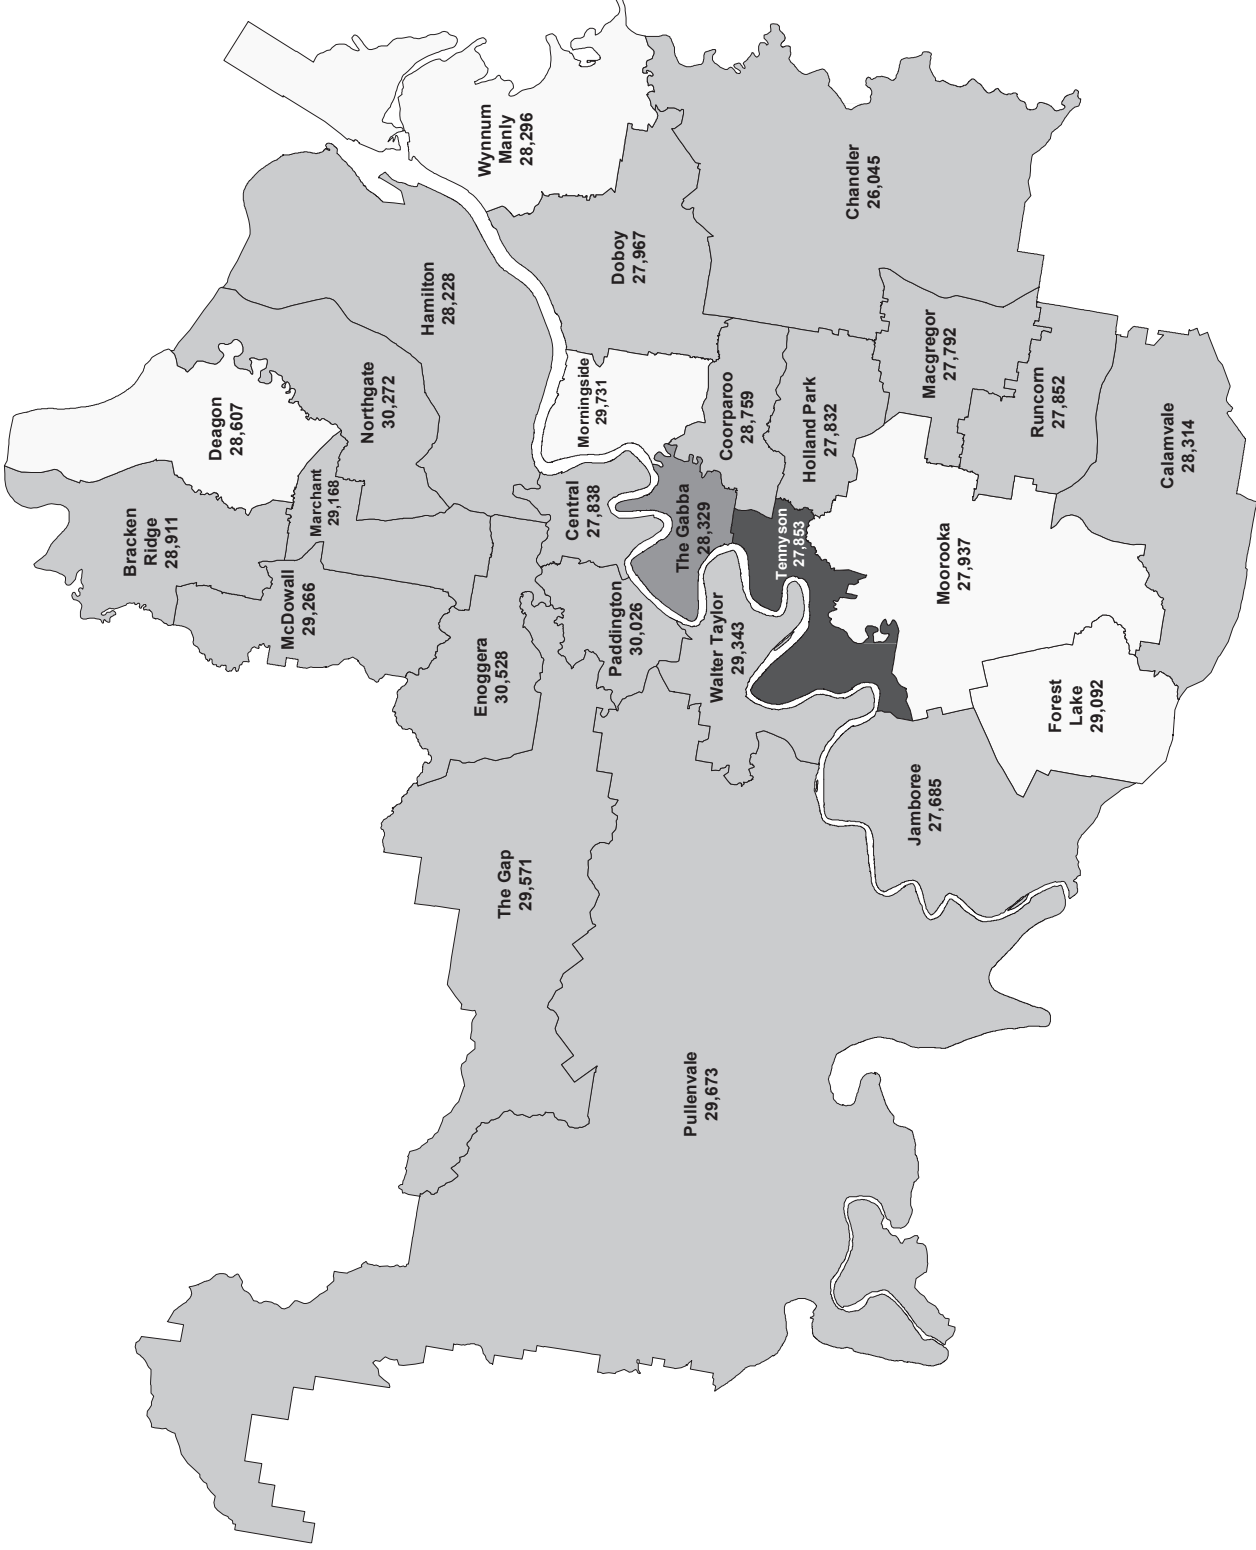 Wynnum
Manly
28,296
Chandler
26,045
Doboy
27,967
Hamilton
28,228
Macgregor
27,792
Northgate
30,272
Morningside
29,731
Coorparoo
28,759
Holland Park
27,832
Runcorn
27,852
Calamvale
28,314
Deagon
28,607
Marchant
29,168
Bracken
Ridge
28,911
Central
27,838
The Gabba
28,329
Tennyson
27,853
Moorooka
27,937
McDowall
29,266
Paddington
30,026
Walter Taylor
29,343
Enoggera
30,528
Forest
Lake
29,092
Jamboree
27,685
The Gap
29,571
Pullenvale
29,673